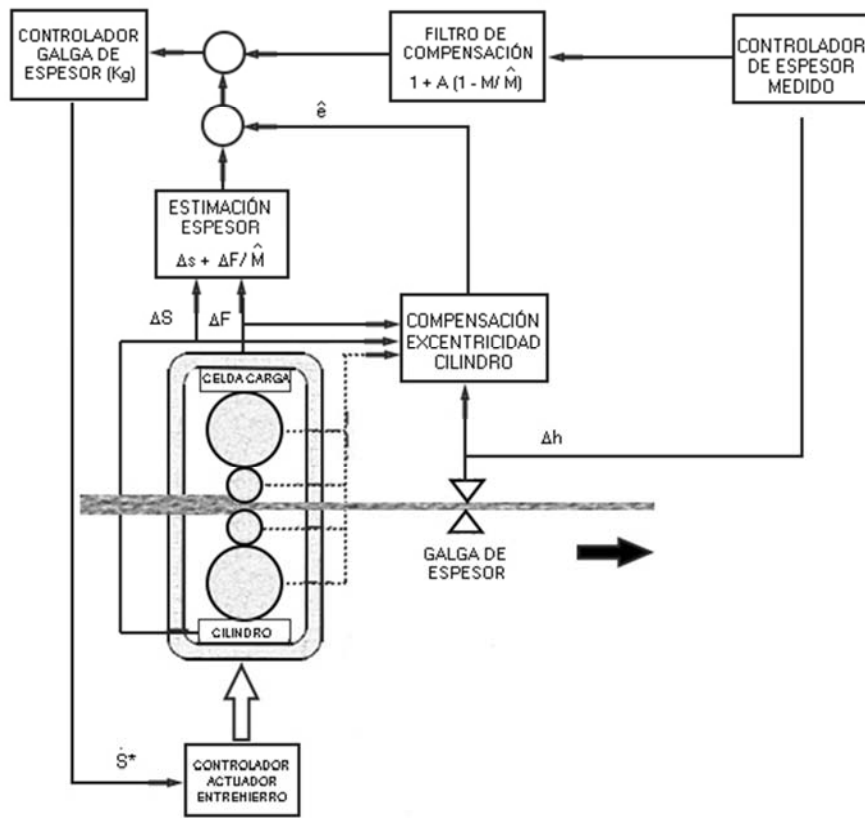 CONTROLADOR
GALGA DE
ESPESOR (Kg)
FILTRO DE
COMPENSACIÓN
1 + A (1 - M/ M̂)
CONTROLADOR
DE ESPESOR
MEDIDO
ê
ESTIMACIÓN
ESPESOR
Δs + ΔF/ M̂
ΔS
ΔF
COMPENSACIÓN
EXCENTRICIDAD
CILINDRO
CELDA CARGA
Δh
GALGA DE
ESPESOR
CILINDRO
Ṡ*
CONTROLADOR
ACTUADOR
ENTREHIERRO